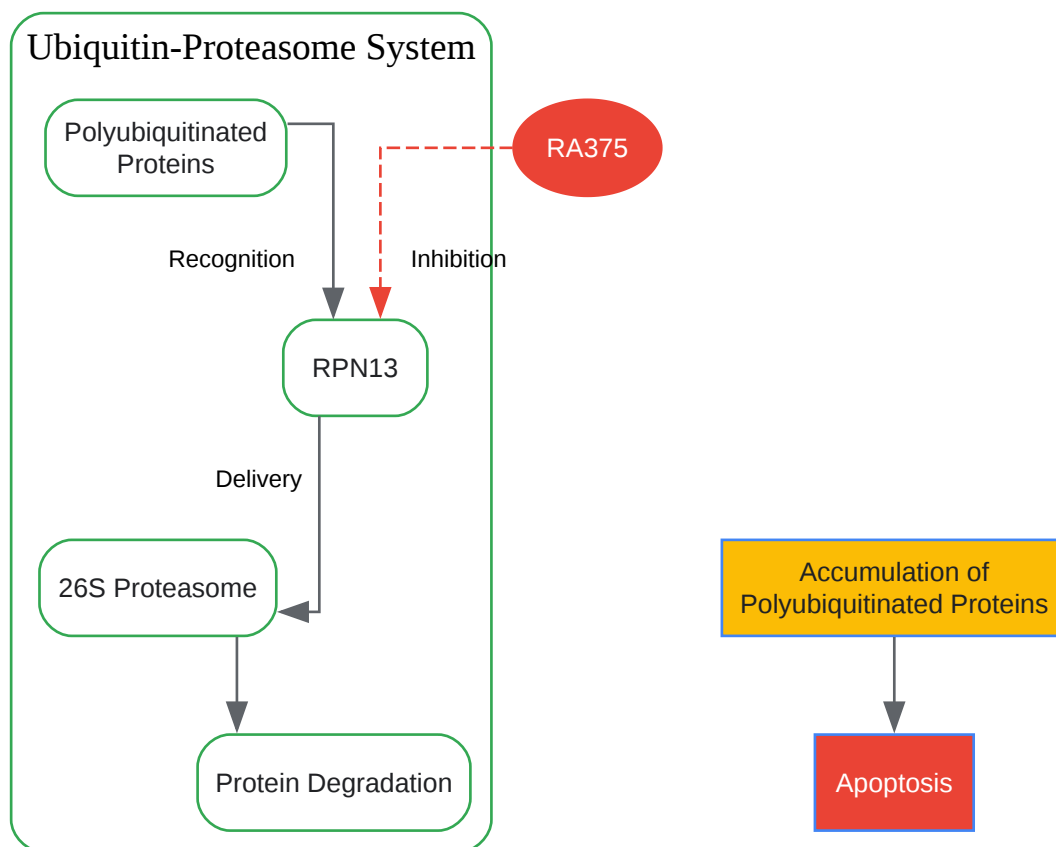 Ubiquitin-Proteasome System
Polyubiquitinated
Proteins
RA375
Recognition
Inhibition
RPN13
Delivery
26S Proteasome
Accumulation of
Polyubiquitinated Proteins
Protein Degradation
Apoptosis